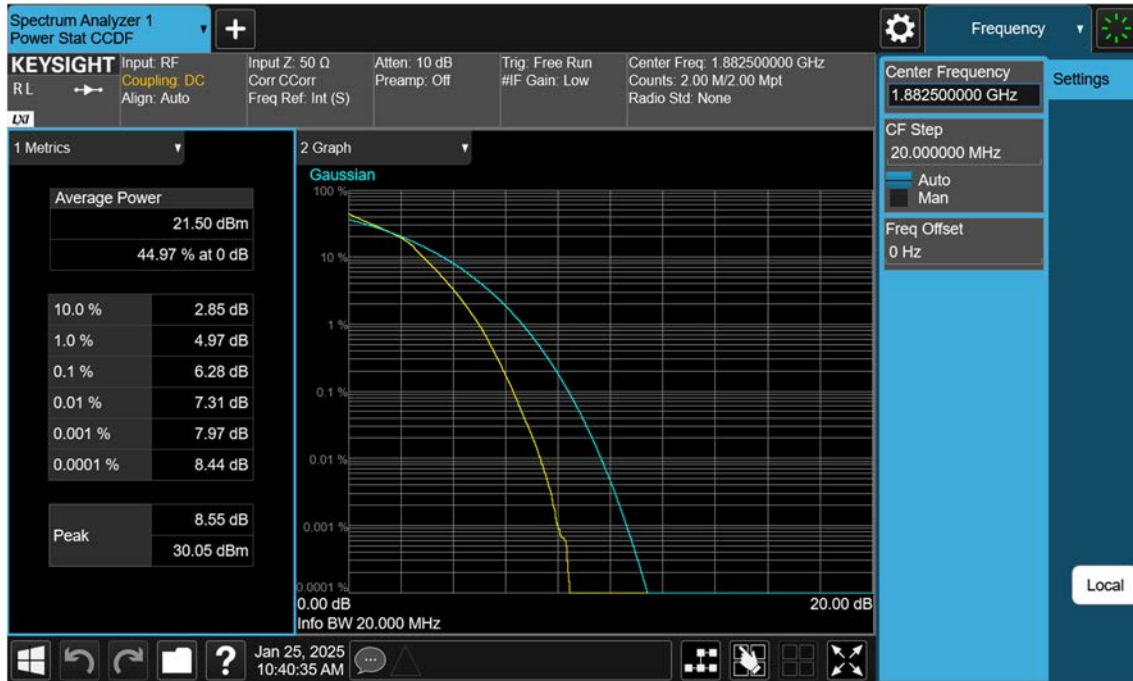 Spectrum Analyzer 1
Power Stat CCDF
+
Frequency
KEYSIGHT
RL
LXI
Input: RF
Coupling: DC
Align: Auto
Input Z: 50 Ω
Corr CCorr
Freq Ref: Int (S)
Atten: 10 dB
Preamp: Off
Trig: Free Run
#IF Gain: Low
Center Freq: 1.882500000 GHz
Counts: 2.00 M/2.00 Mpt
Radio Std: None
Center Frequency
1.882500000 GHz
Settings
CF Step
20.000000 MHz
Auto
Man
Freq Offset
0 Hz
1 Metrics
Average Power
21.50 dBm
44.97 % at 0 dB
10.0 % 2.85 dB
1.0 % 4.97 dB
0.1 % 6.28 dB
0.01 % 7.31 dB
0.001 % 7.97 dB
0.0001 % 8.44 dB
Peak
8.55 dB
30.05 dBm
2 Graph
Gaussian
100 %
10 %
1 %
0.1 %
0.01 %
0.001 %
0.0001 %
0.00 dB 20.00 dB
Info BW 20.000 MHz
Local
?
Jan 25, 2025
10:40:35 AM